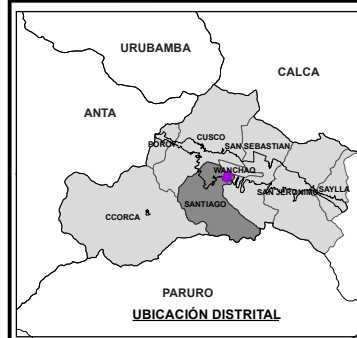 URUBAMBA
CALCA
ANTA
CUSCO
POROY
SAN SEBASTIAN
WANCHAQ
SAN JERONIMO
SAYLLA
SANTIAGO
CCORCA
PARURO
UBICACIÓN DISTRITAL